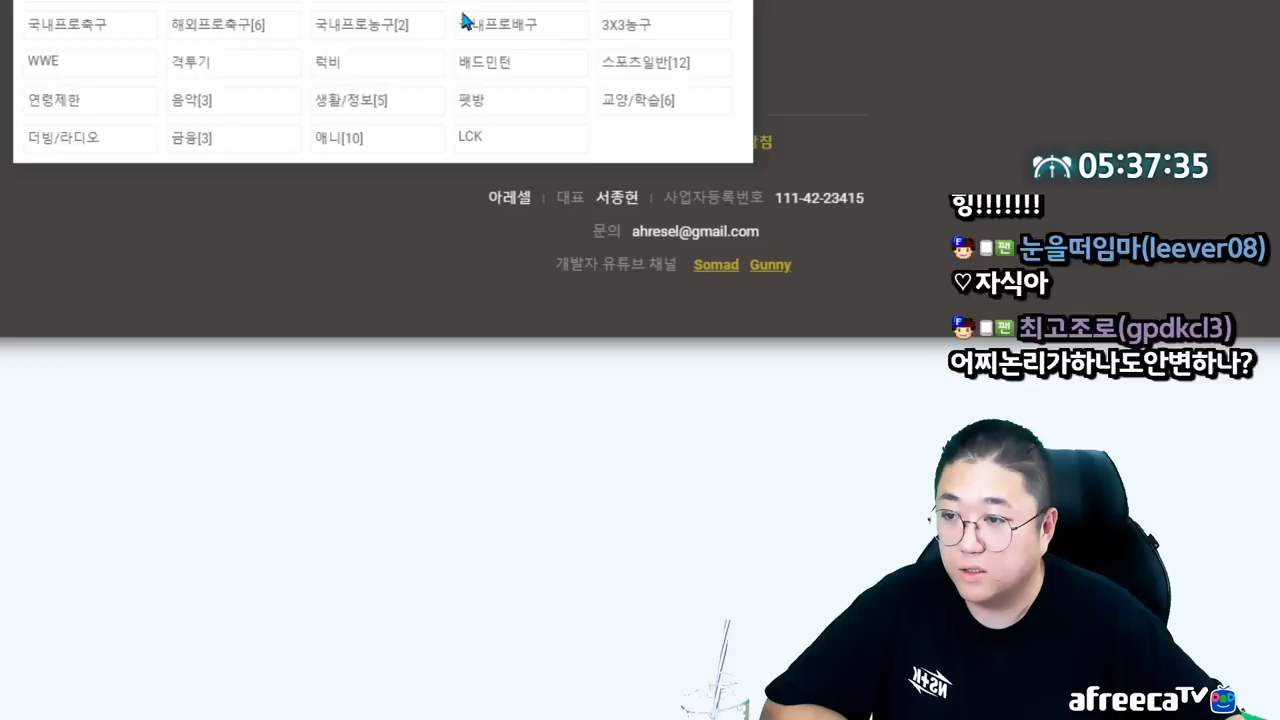 국내프로축구 해외프로축구[6] 국내프로농구[2] 국내프로배구 3X3농구
WWE 격투기 럭비 배드민턴 스포츠일반[12]
연령제한 음악[3] 생활/정보[5] 펫방 교양/학습[6]
더빙/라디오 금융[3] 애니[10] LCK
아레셀 대표 서종현 사업자등록번호 111-42-23415
문의 ahresel@gmail.com
개발자 유튜브 채널 Somad Gunny
05:37:35
힝!!!!!!!
F 팬 눈을떠임마(leever08)
♡자식아
F 팬 최고조로(gpdkcl3)
어찌논리가하나도안변하나?
afreecaTV